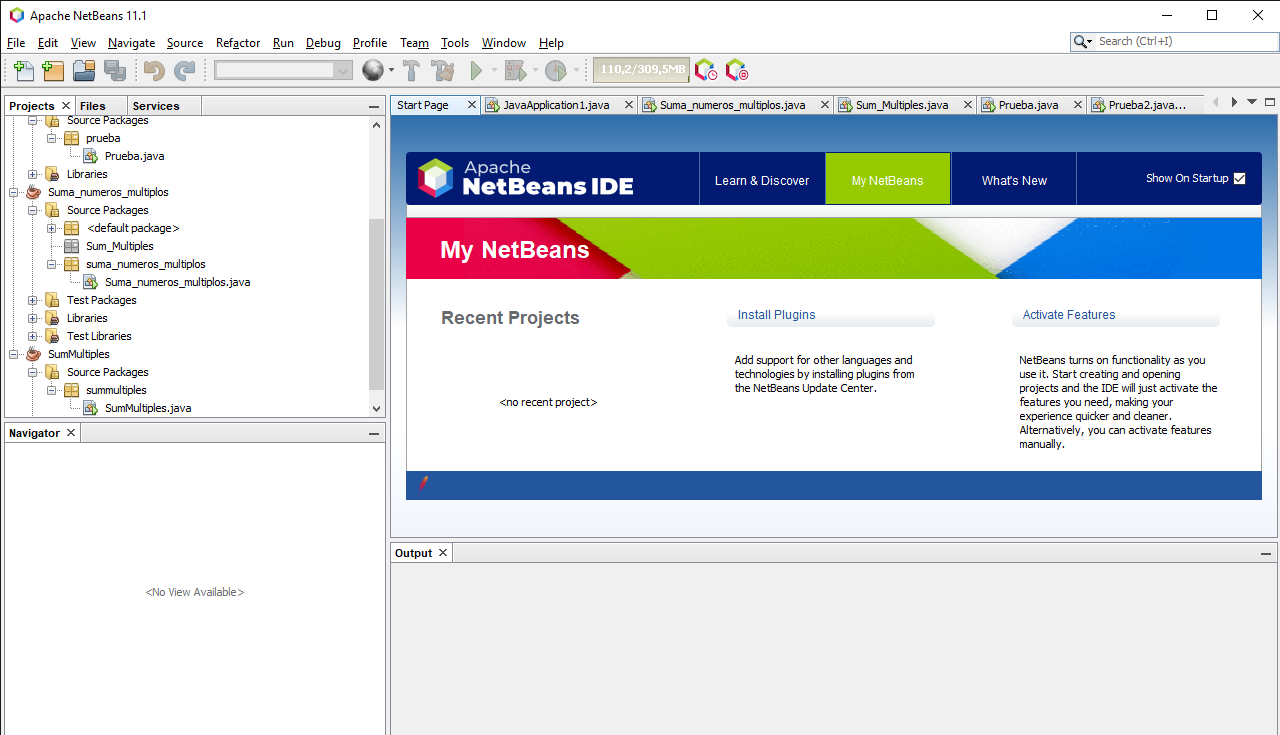 Apache NetBeans 11.1
File Edit View Navigate Source Refactor Run Debug Profile Team Tools Window Help
Search (Ctrl+I)
110,2/309,5MB
Projects Files Services
Source Packages
prueba
Prueba.java
Libraries
Suma_numeros_multiplos
Source Packages
<default package>
Sum_Multiples
suma_numeros_multiplos
Suma_numeros_multiplos.java
Test Packages
Libraries
Test Libraries
SumMultiples
Source Packages
summultiples
SumMultiples.java
Navigator
<No View Available>
Start Page JavaApplication1.java Suma_numeros_multiplos.java Sum_Multiples.java Prueba.java Prueba2.java...
Apache
NetBeans IDE
Learn & Discover My NetBeans What's New Show On Startup
My NetBeans
Recent Projects
<no recent project>
Install Plugins
Add support for other languages and
technologies by installing plugins from
the NetBeans Update Center.
Activate Features
NetBeans turns on functionality as you
use it. Start creating and opening
projects and the IDE will just activate the
features you need, making your
experience quicker and cleaner.
Alternatively, you can activate features
manually.
Output